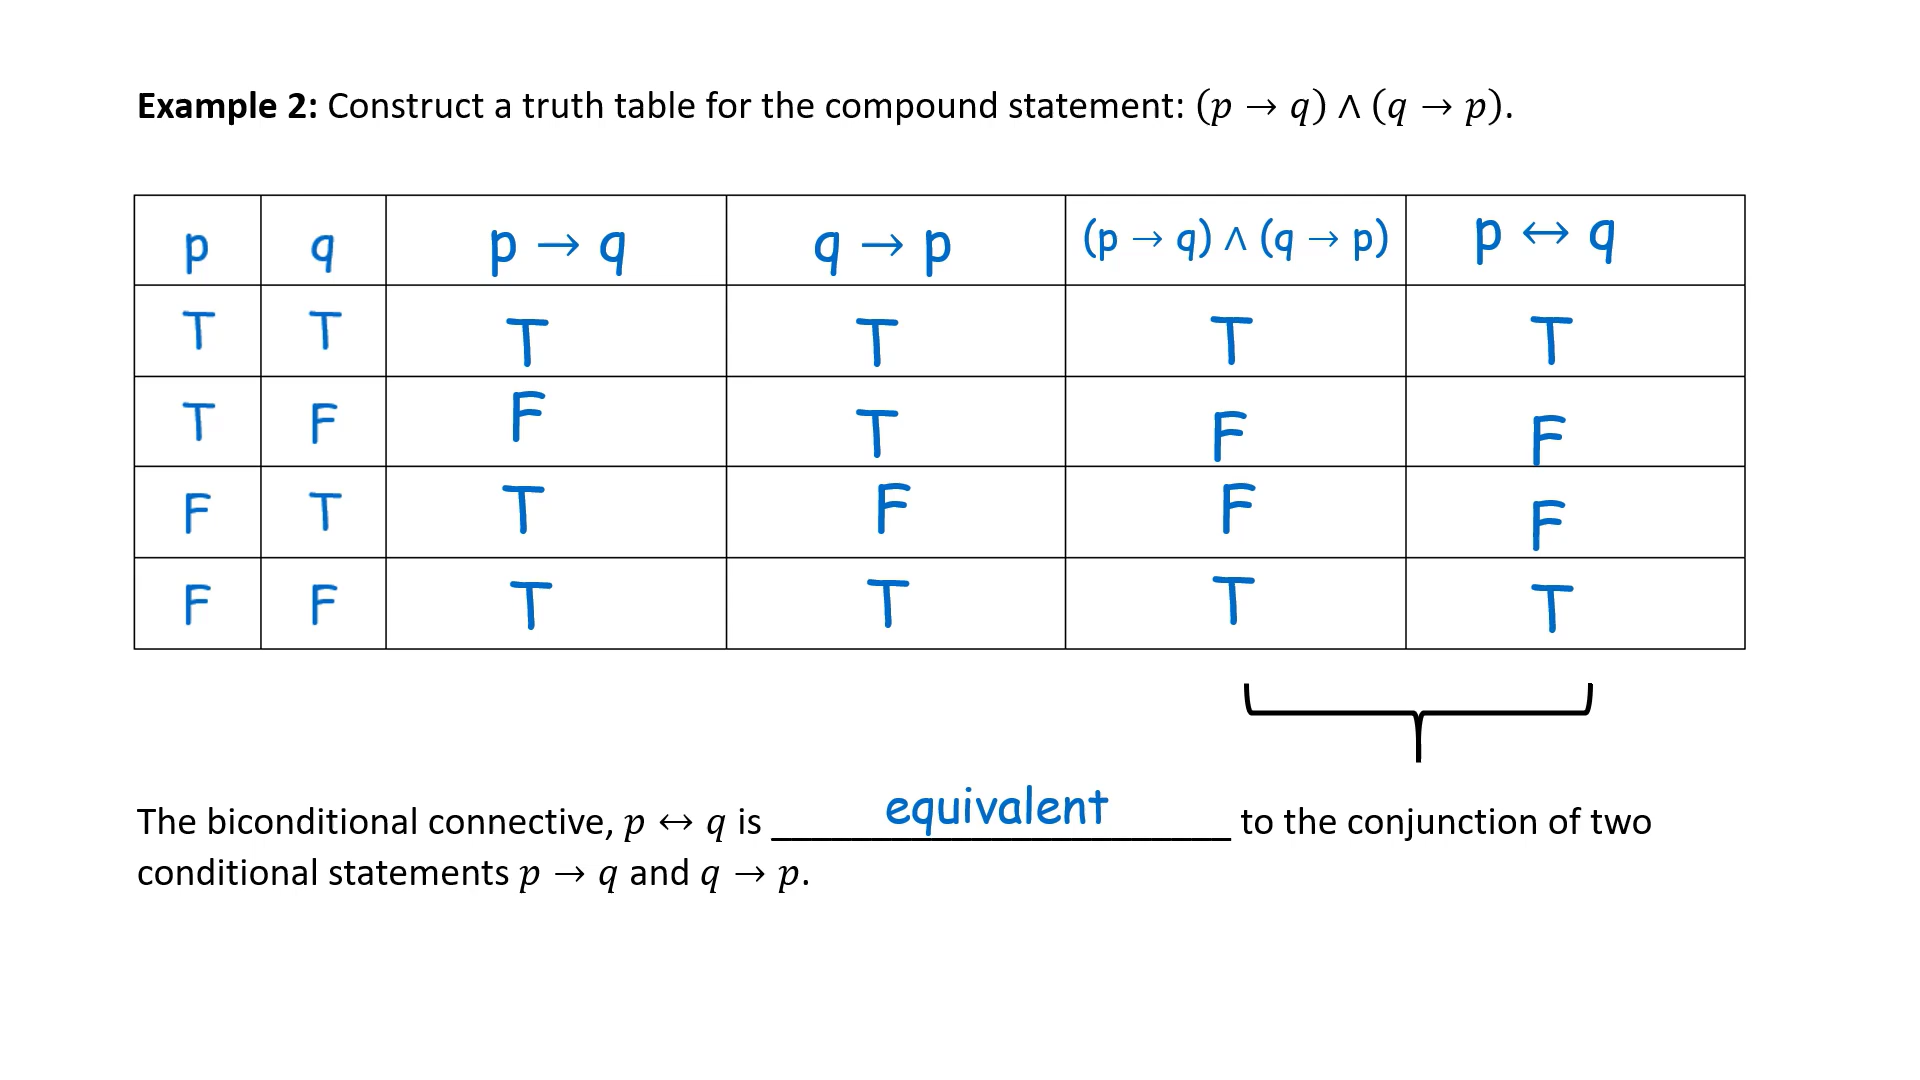 Example 2: Construct a truth table for the compound statement: (p → q) ∧ (q → p).
p q p → q q → p (p → q) ∧ (q → p) p ↔ q
T T T T T T
T F F T F F
F T T F F F
F F T T T T
The biconditional connective, p ↔ q is equivalent to the conjunction of two
conditional statements p → q and q → p.